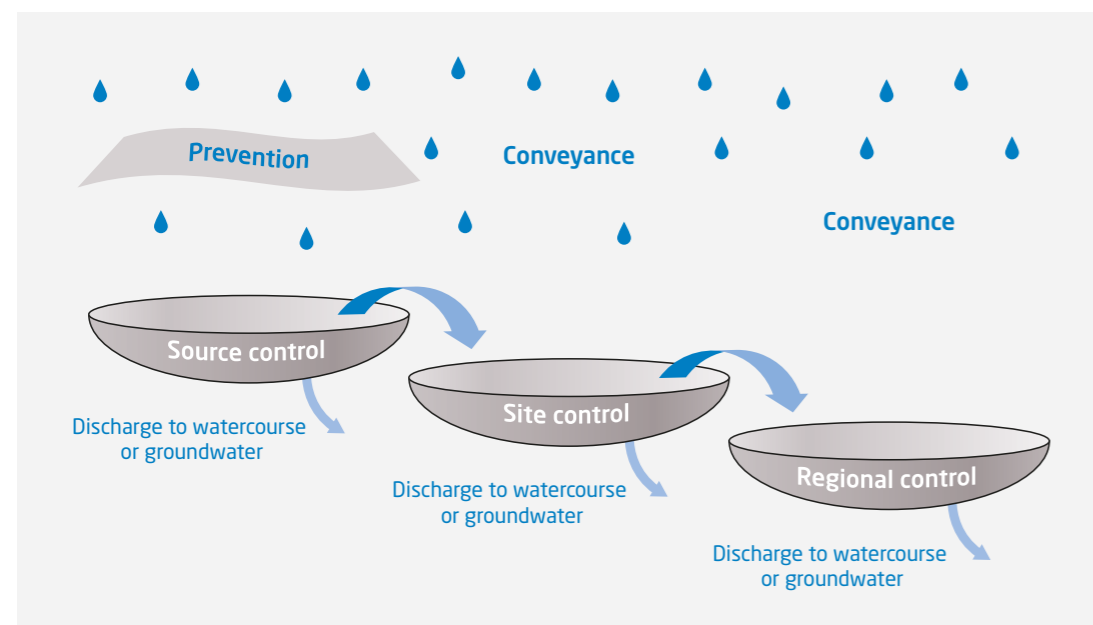 Prevention
Conveyance
Conveyance
Source control
Discharge to watercourse
or groundwater
Site control
Discharge to watercourse
or groundwater
Regional control
Discharge to watercourse
or groundwater